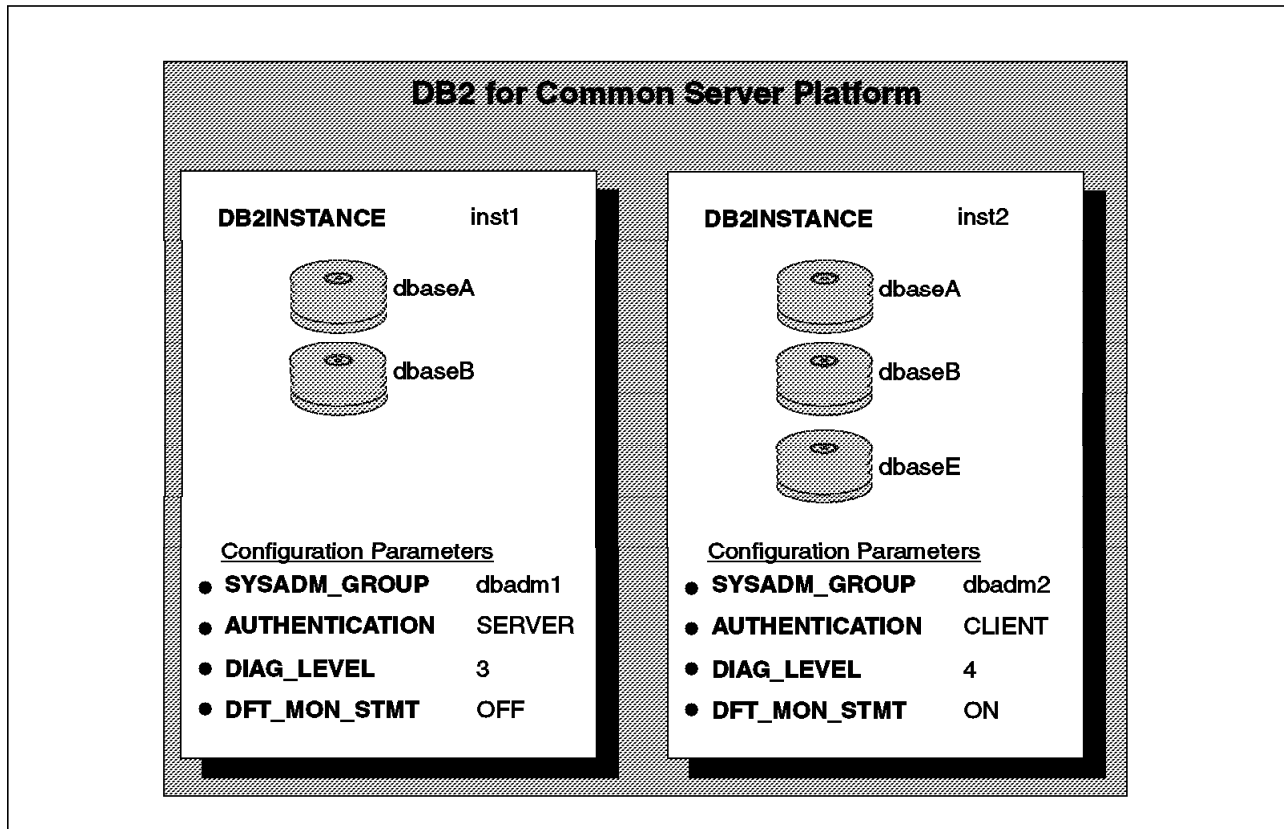 DB2 for Common Server Platform
DB2INSTANCE inst1
dbaseA
dbaseB
Configuration Parameters
SYSADM_GROUP dbadm1
AUTHENTICATION SERVER
DIAG_LEVEL 3
DFT_MON_STMT OFF
DB2INSTANCE inst2
dbaseA
dbaseB
dbaseE
Configuration Parameters
SYSADM_GROUP dbadm2
AUTHENTICATION CLIENT
DIAG_LEVEL 4
DFT_MON_STMT ON